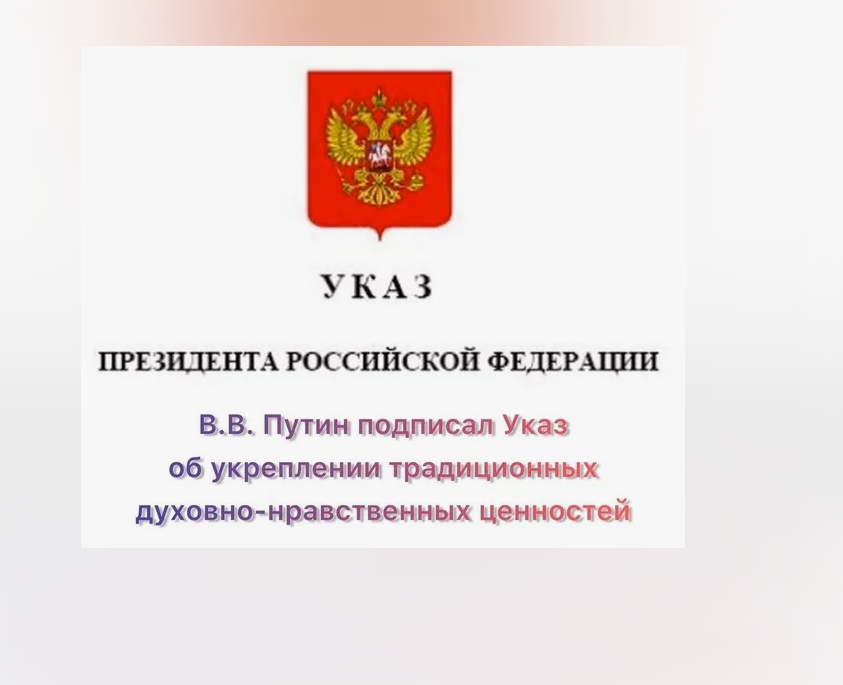 УКАЗ
ПРЕЗИДЕНТА РОССИЙСКОЙ ФЕДЕРАЦИИ
В.В. Путин подписал Указ
об укреплении традиционных
духовно-нравственных ценностей